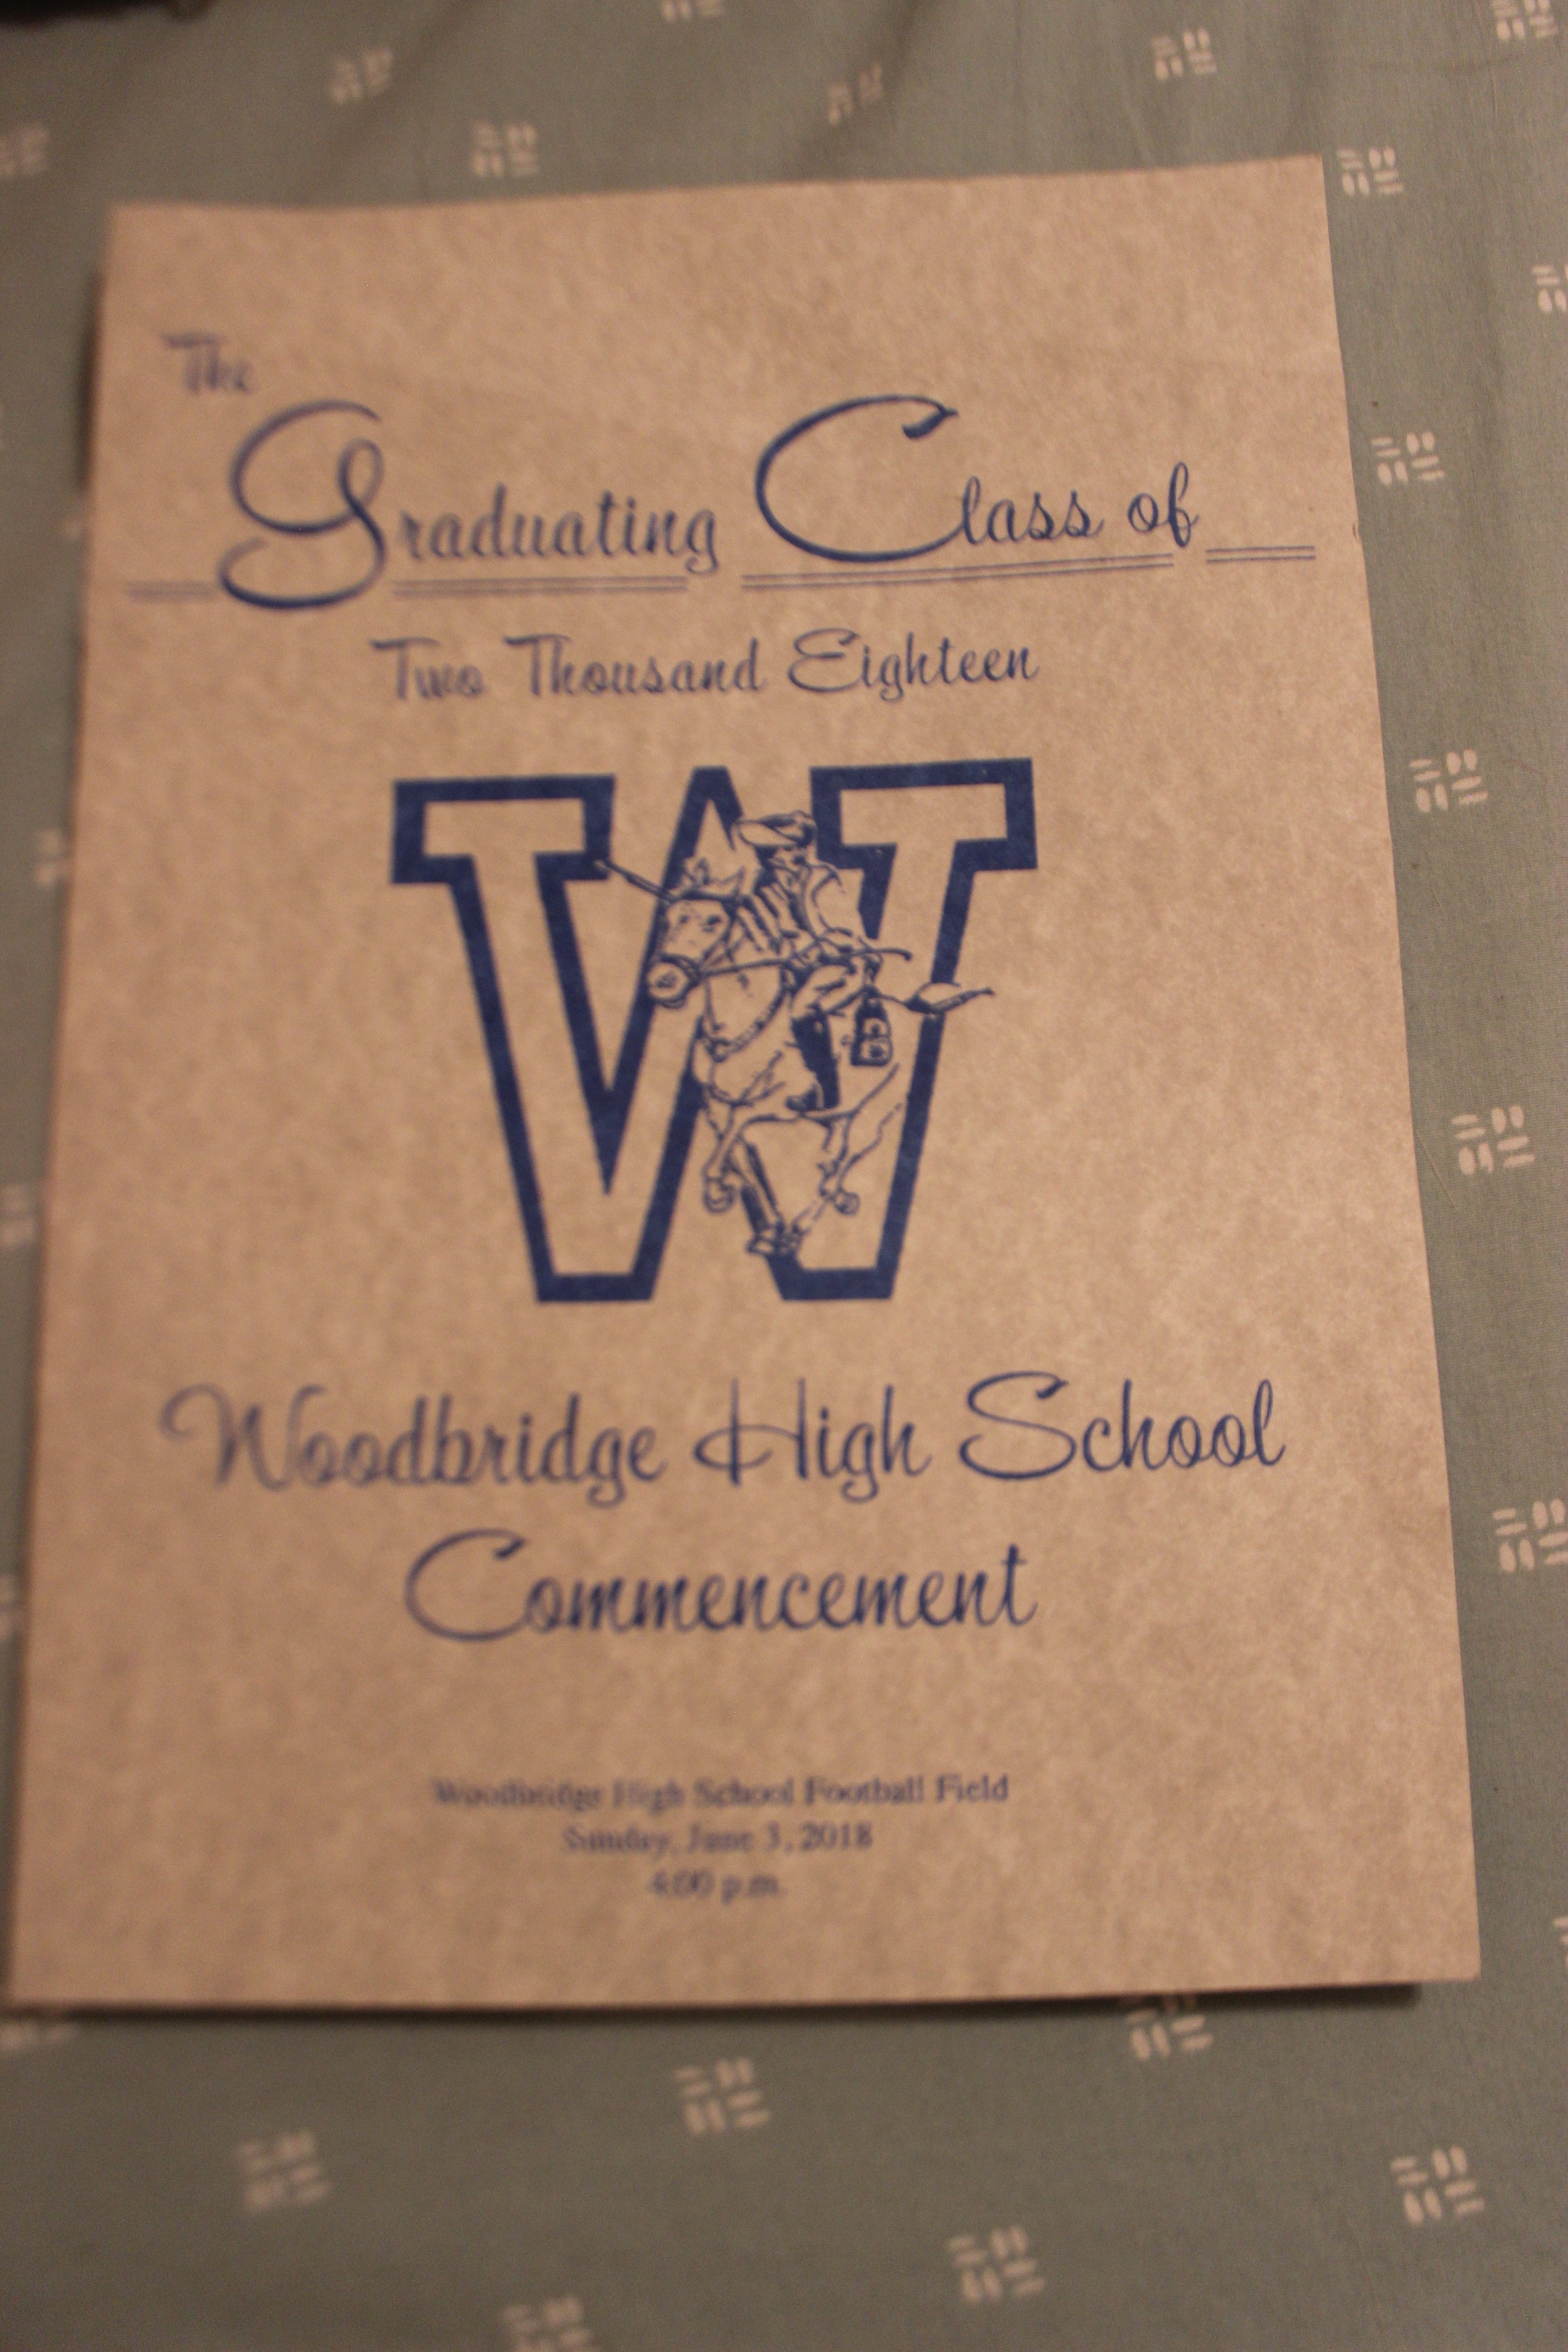 The
Graduating Class of
Two Thousand Eighteen
W
Woodbridge High School
Commencement
Woodbridge High School Football Field
Sunday, June 3, 2018
4:00 p.m.